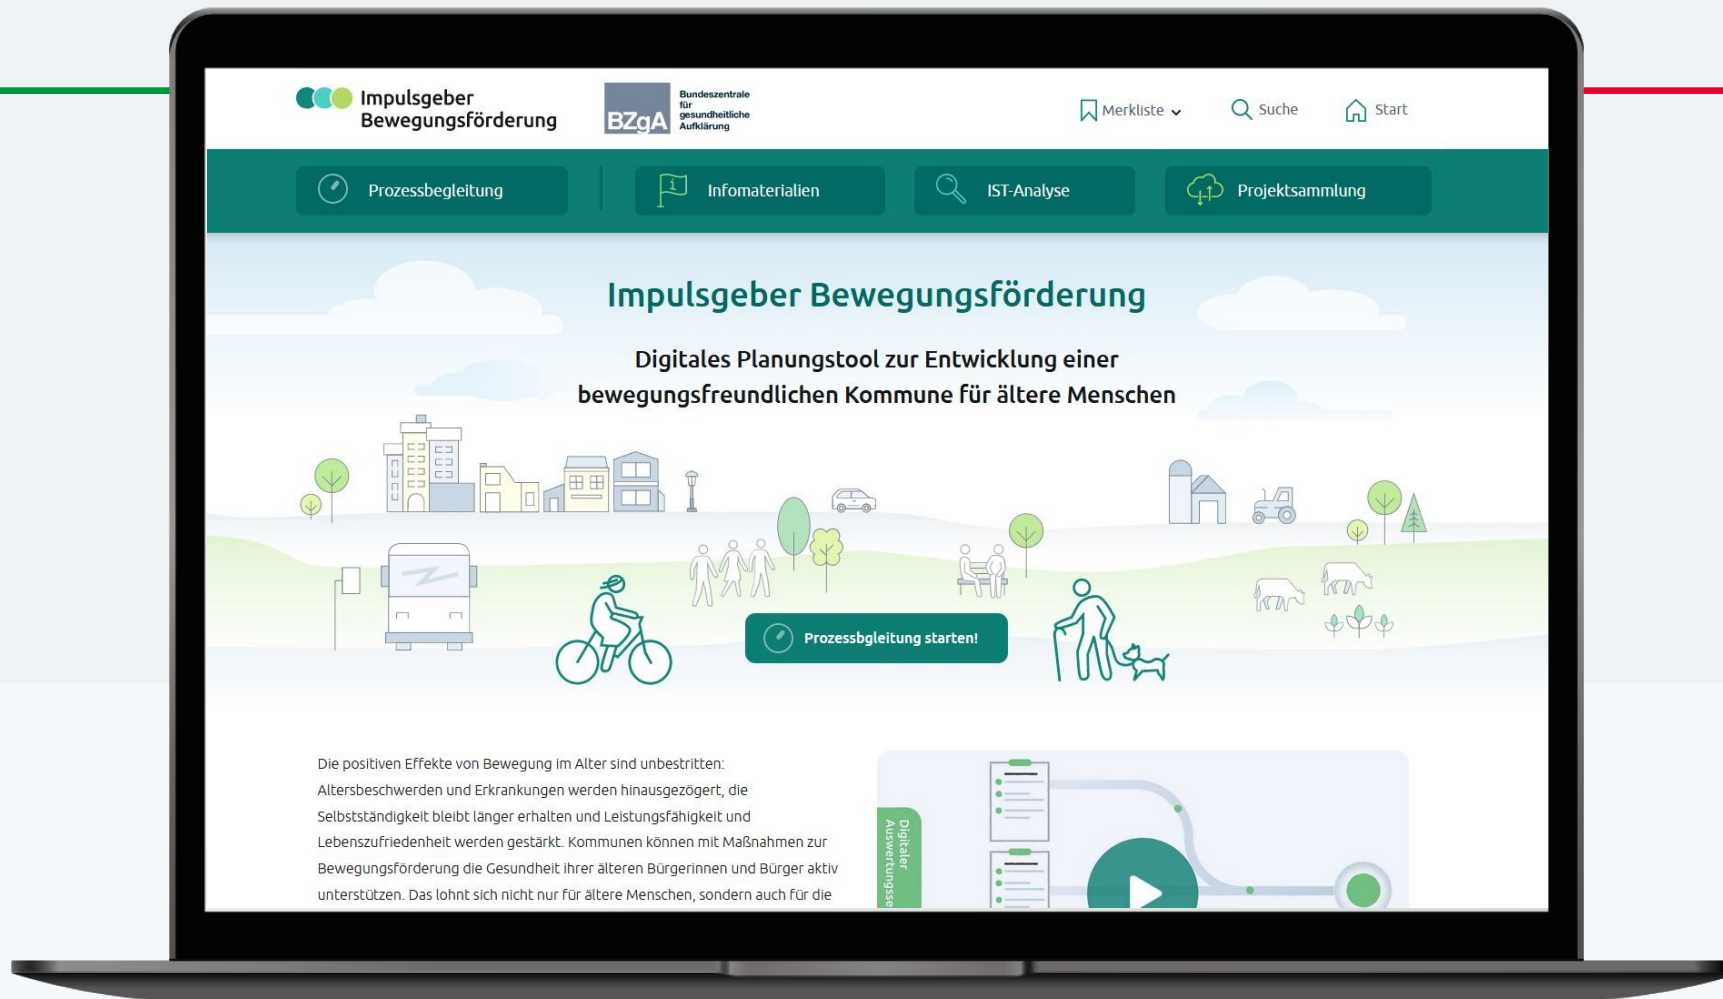 Impulsgeber
Bewegungsförderung
BZgA
Bundeszentrale
für
gesundheitliche
Aufklärung
Merkliste
Suche
Start
Prozessbegleitung
Infomaterialien
IST-Analyse
Projektsammlung
Impulsgeber Bewegungsförderung
Digitales Planungstool zur Entwicklung einer
bewegungsfreundlichen Kommune für ältere Menschen
Prozessbgleitung starten!
Die positiven Effekte von Bewegung im Alter sind unbestritten:
Altersbeschwerden und Erkrankungen werden hinausgezögert, die
Selbstständigkeit bleibt länger erhalten und Leistungsfähigkeit und
Lebenszufriedenheit werden gestärkt. Kommunen können mit Maßnahmen zur
Bewegungsförderung die Gesundheit ihrer älteren Bürgerinnen und Bürger aktiv
unterstützen. Das lohnt sich nicht nur für ältere Menschen, sondern auch für die
Digitaler